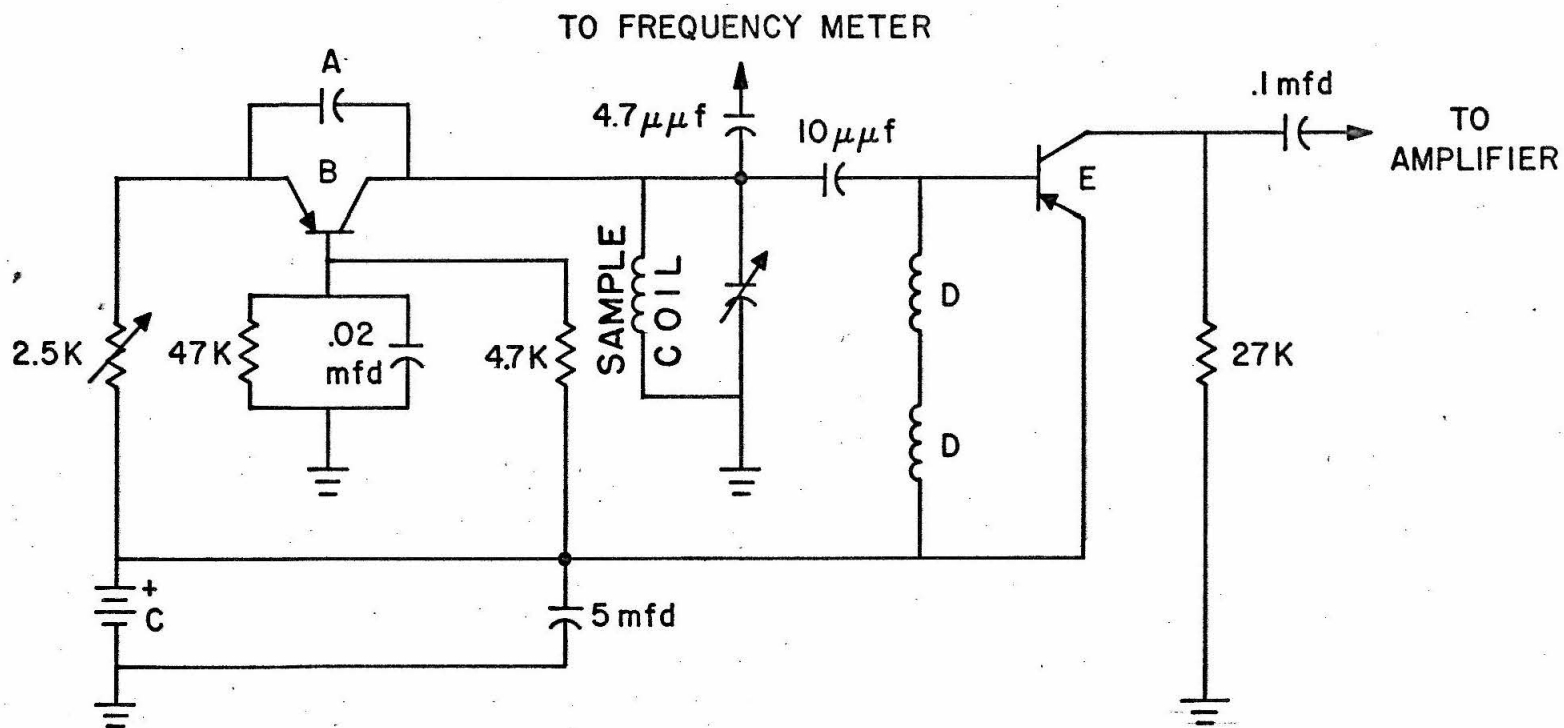 TO FREQUENCY METER
A
4.7μμf
10μμf
.1mfd
TO
AMPLIFIER
B
E
SAMPLE
COIL
D
2.5K
47K
.02
mfd
4.7K
27K
D
+
C
5mfd